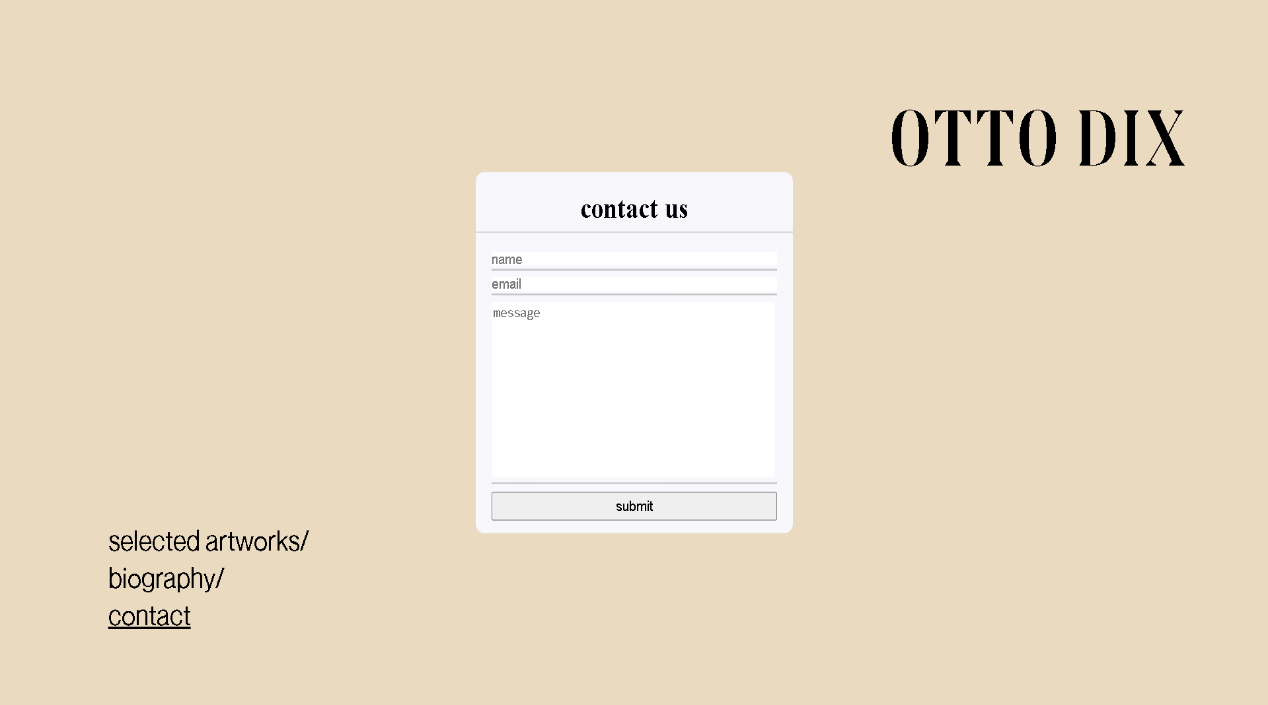 OTTO DIX
contact us
name
email
message
submit
selected artworks/
biography/
contact